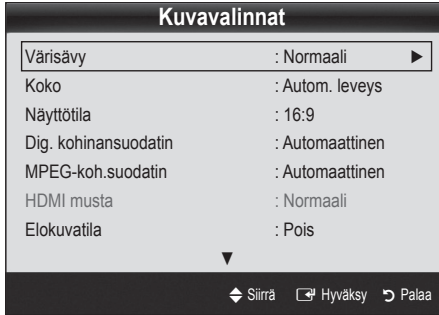 Kuvavalinnat
Värisävy : Normaali ►
Koko : Autom. leveys
Näyttötila : 16:9
Dig. kohinansuodatin : Automaattinen
MPEG-koh.suodatin : Automaattinen
HDMI musta : Normaali
Elokuvatila : Pois
▼
Siirrä Hyväksy Palaa